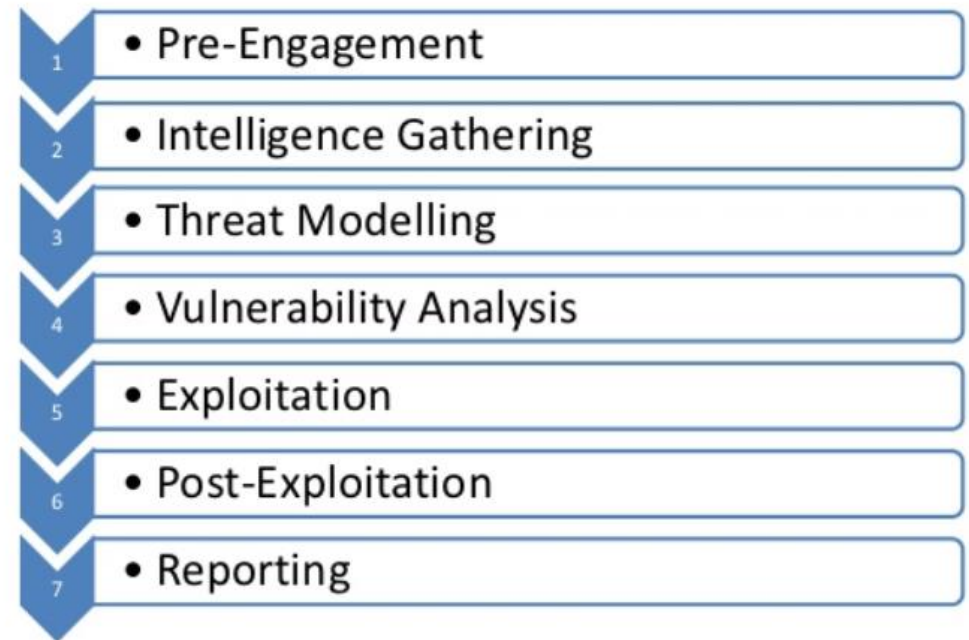 1 • Pre-Engagement
2 • Intelligence Gathering
3 • Threat Modelling
4 • Vulnerability Analysis
5 • Exploitation
6 • Post-Exploitation
7 • Reporting